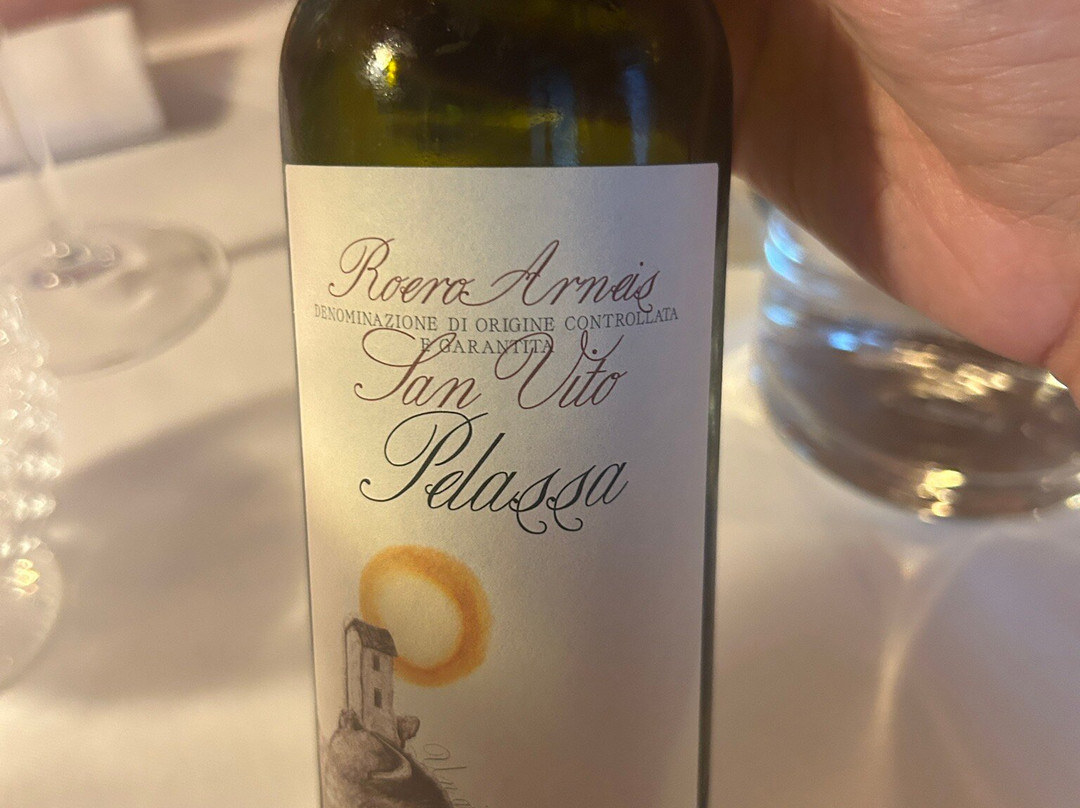 Roero Arneis
DENOMINAZIONE DI ORIGINE CONTROLLATA
E GARANTITA
San Vito
Pelassa